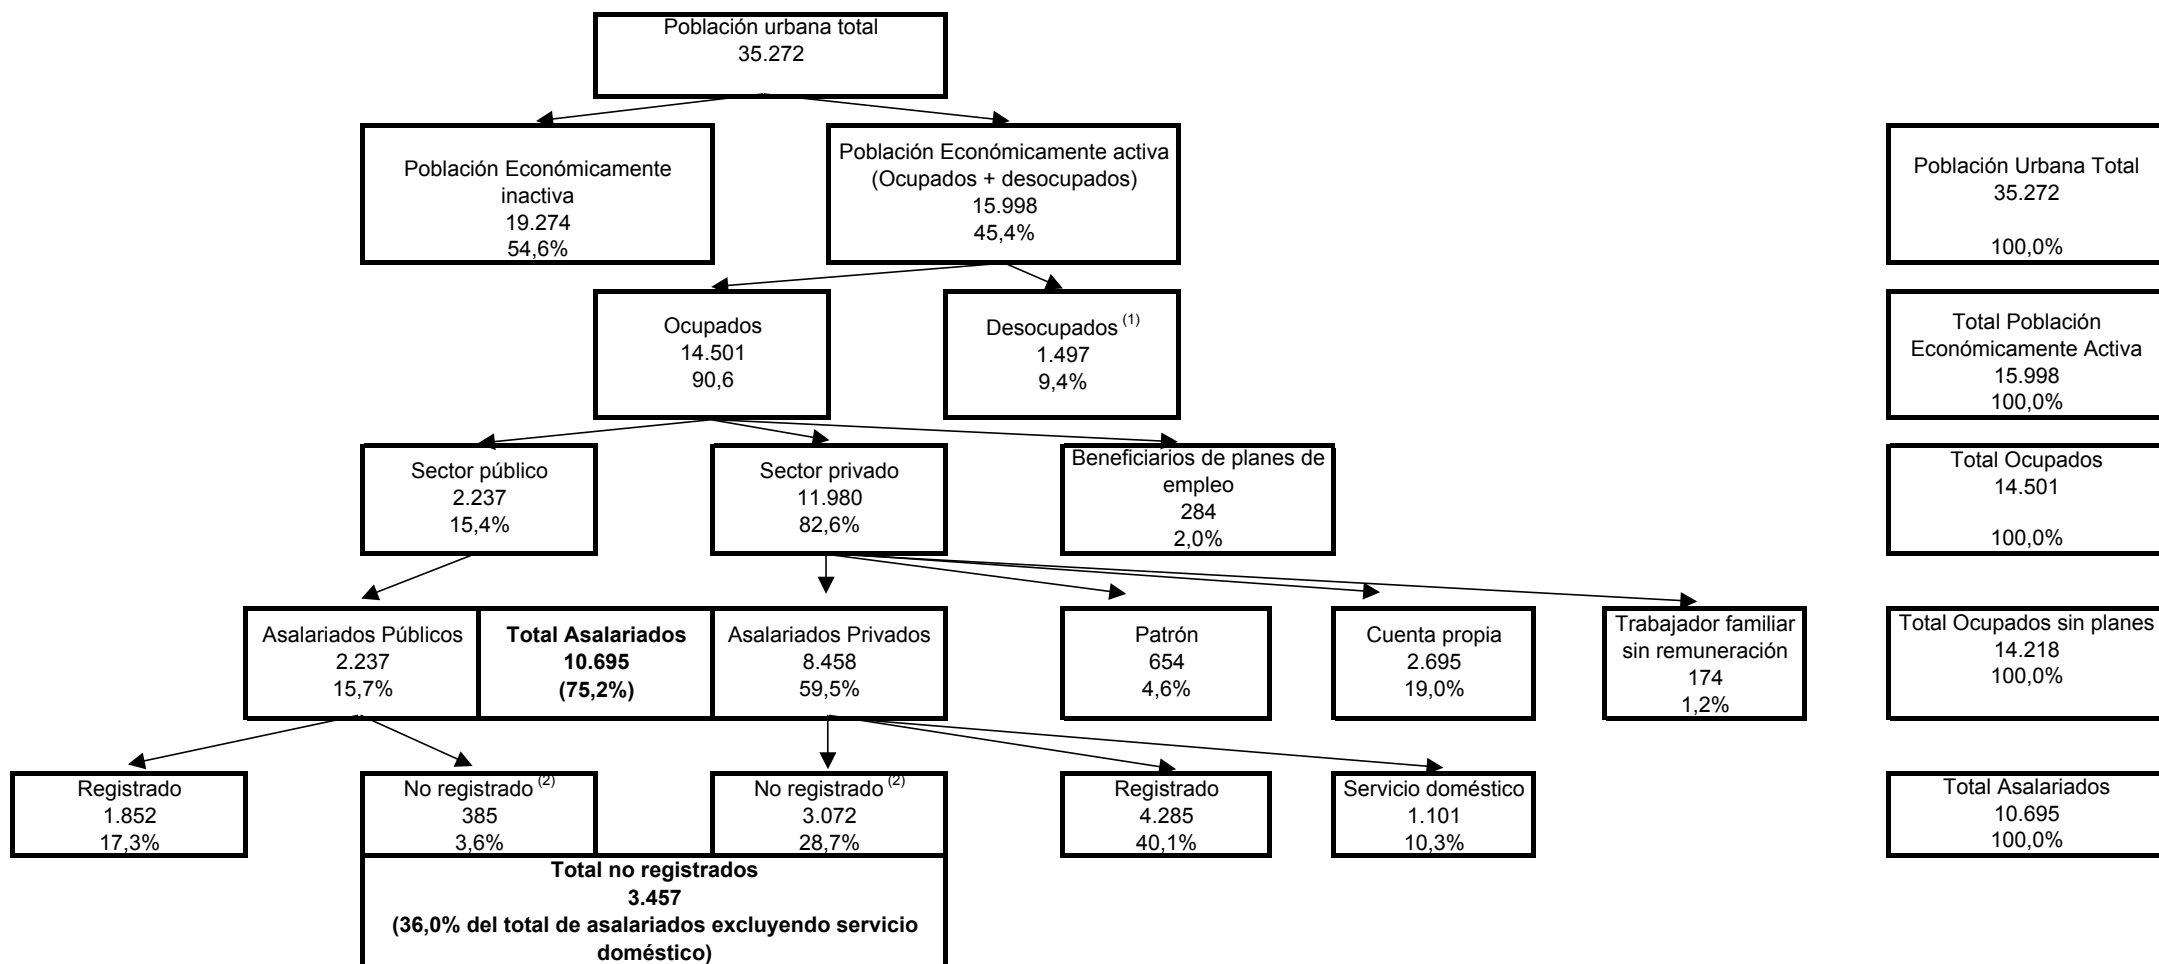 Población urbana total
35.272
Población Económicamente
inactiva
19.274
54,6%
Población Económicamente activa
(Ocupados + desocupados)
15.998
45,4%
Población Urbana Total
35.272
100,0%
Ocupados
14.501
90,6
Desocupados (1)
1.497
9,4%
Total Población
Económicamente Activa
15.998
100,0%
Sector público
2.237
15,4%
Sector privado
11.980
82,6%
Beneficiarios de planes de
empleo
284
2,0%
Total Ocupados
14.501
100,0%
Asalariados Públicos
2.237
15,7%
Total Asalariados
10.695
(75,2%)
Asalariados Privados
8.458
59,5%
Patrón
654
4,6%
Cuenta propia
2.695
19,0%
Trabajador familiar
sin remuneración
174
1,2%
Total Ocupados sin planes
14.218
100,0%
Registrado
1.852
17,3%
No registrado (2)
385
3,6%
No registrado (2)
3.072
28,7%
Registrado
4.285
40,1%
Servicio doméstico
1.101
10,3%
Total Asalariados
10.695
100,0%
Total no registrados
3.457
(36,0% del total de asalariados excluyendo servicio
doméstico)